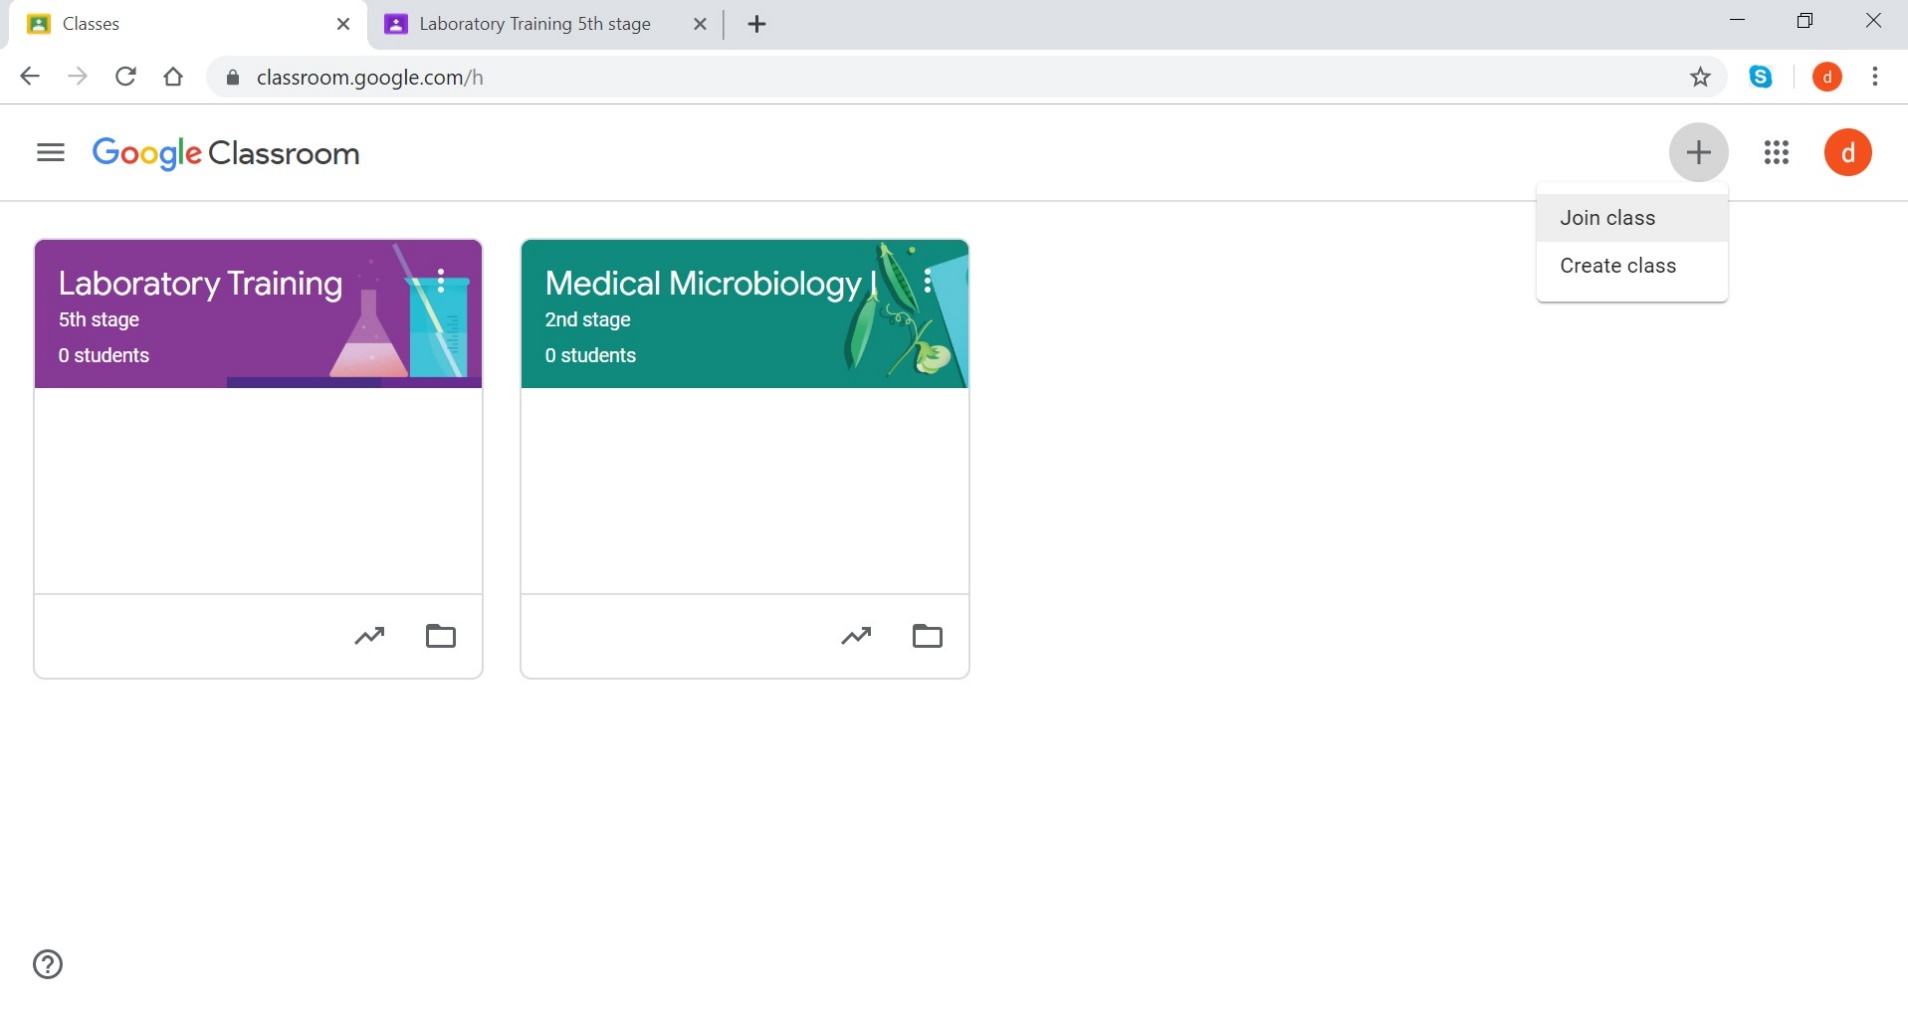 Classes
Laboratory Training 5th stage
classroom.google.com/h
S
d
Google Classroom
d
Join class
Create class
Laboratory Training
5th stage
0 students
Medical Microbiology I
2nd stage
0 students